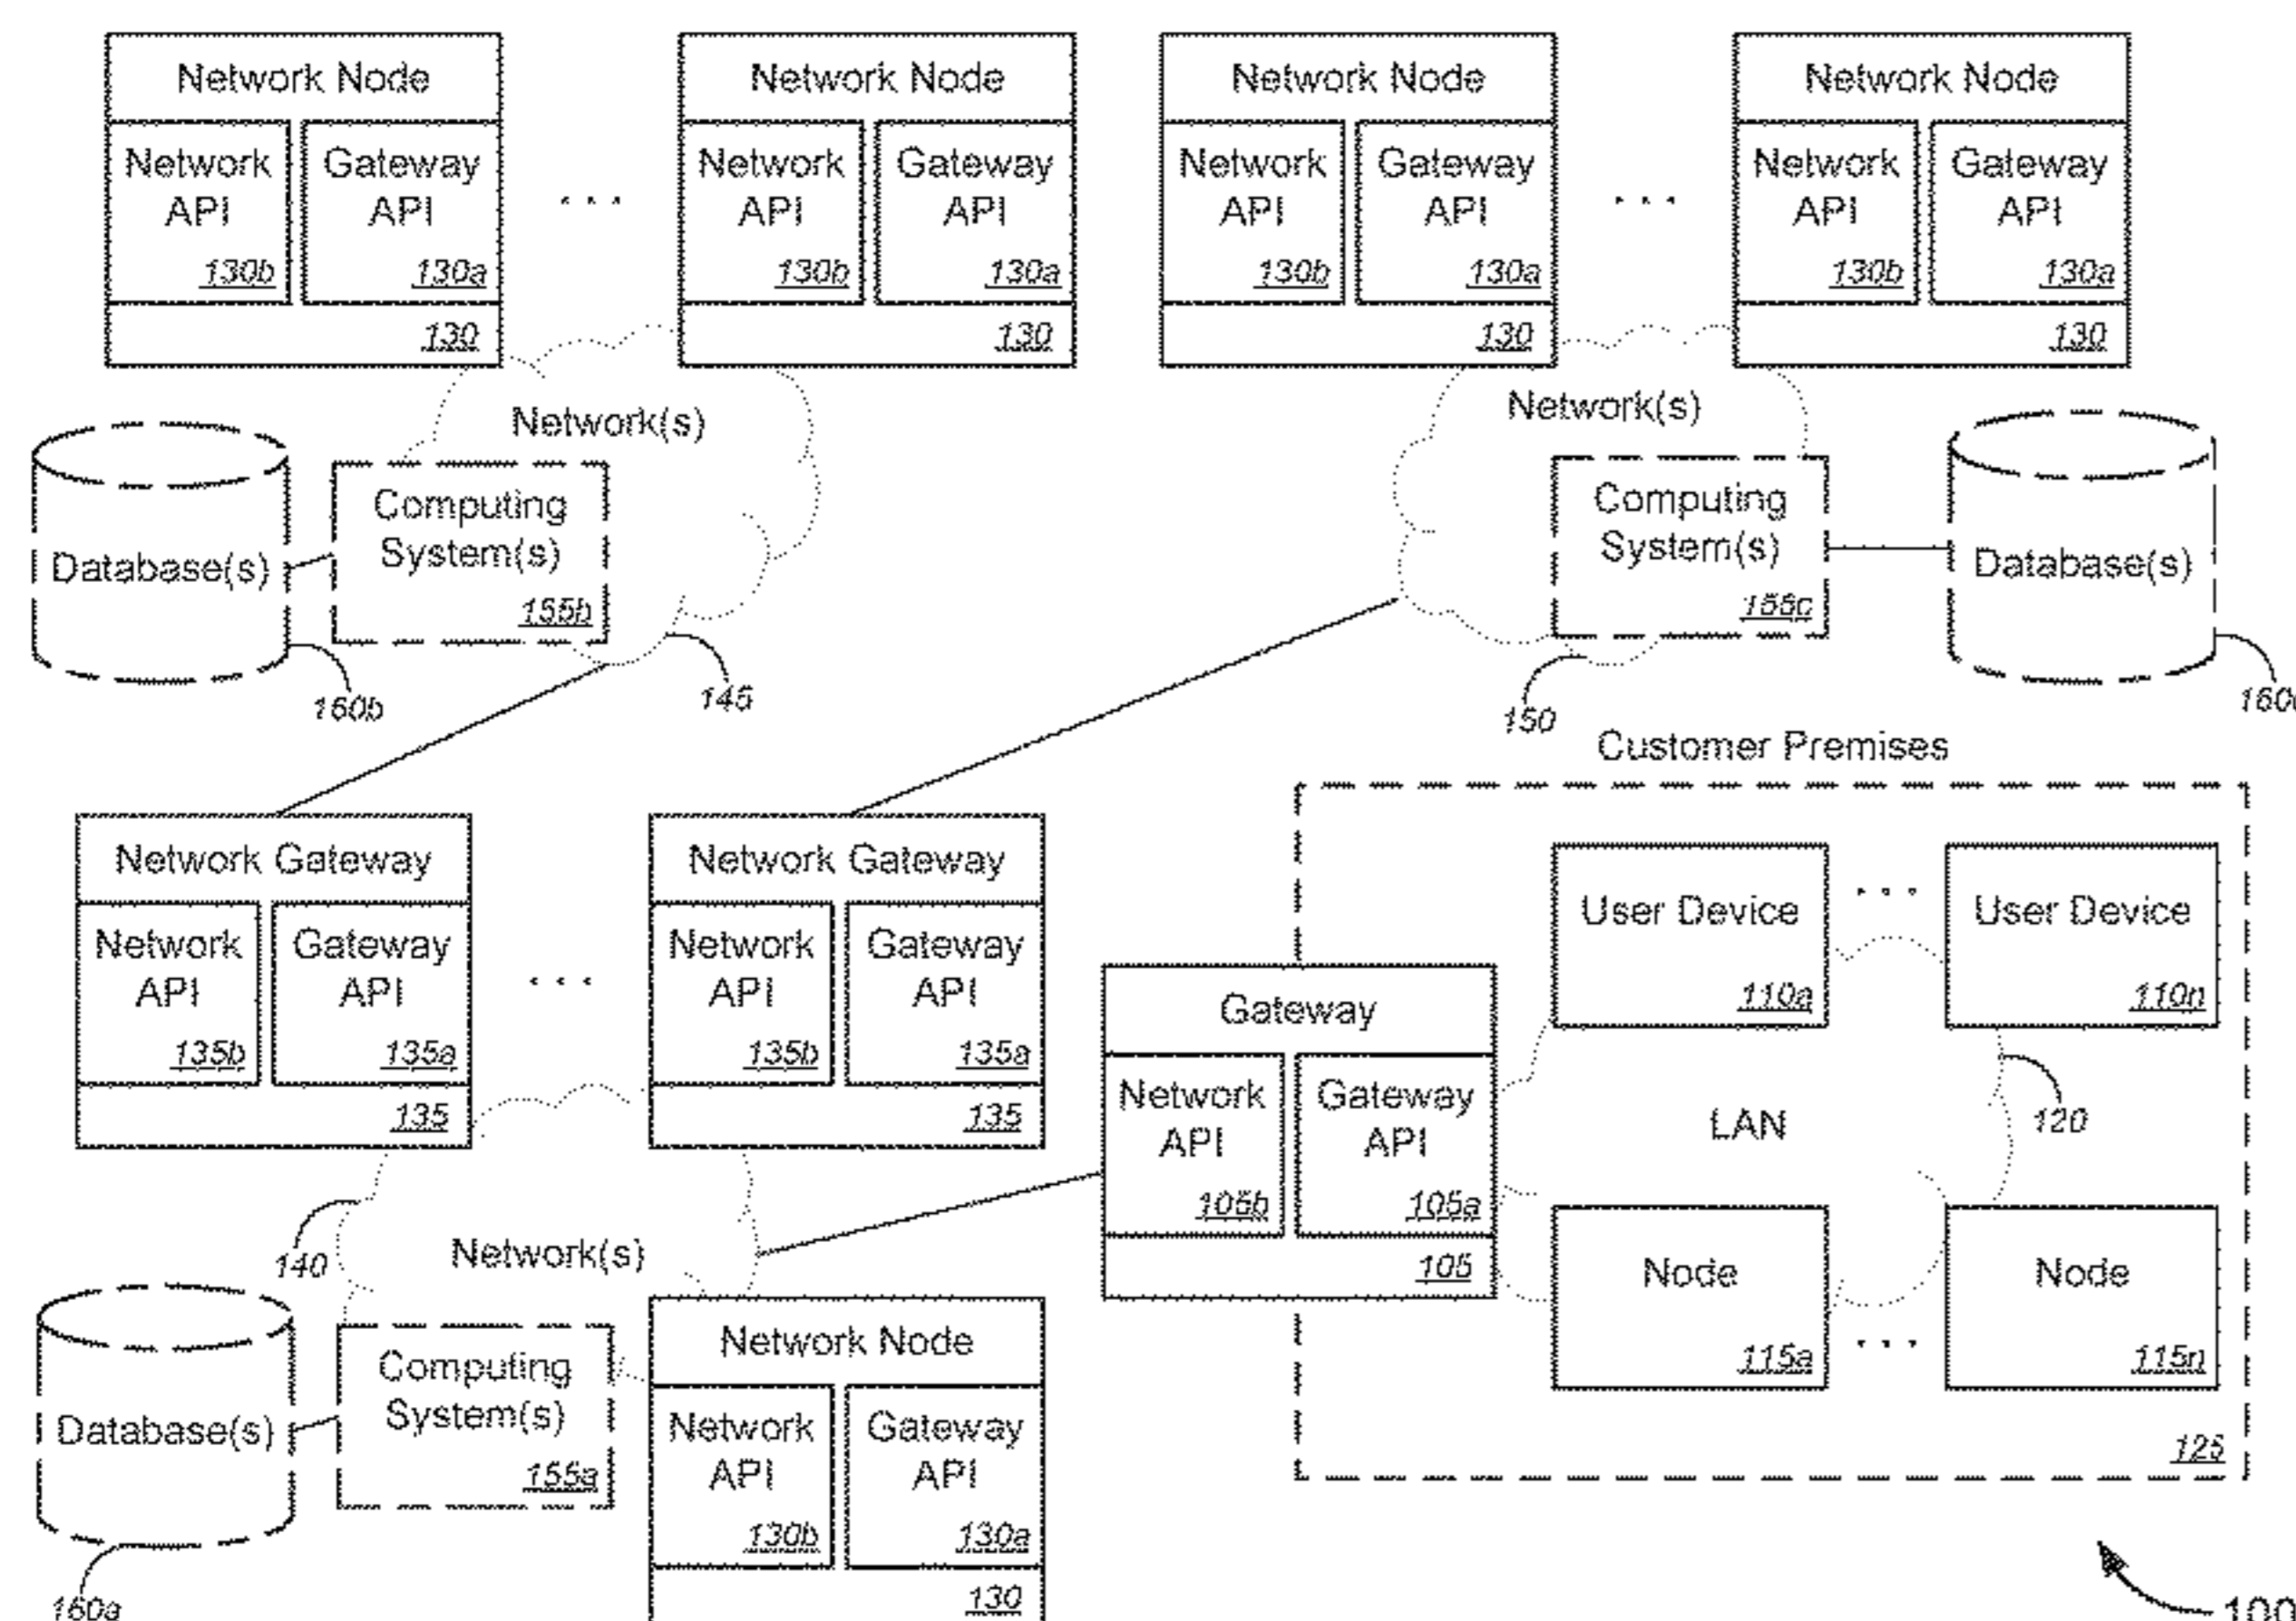 Network Node
Network API 130b
Gateway API 130a
130
. . .
Network Node
Network API 130b
Gateway API 130a
130
Network Node
Network API 130b
Gateway API 130a
130
. . .
Network Node
Network API 130b
Gateway API 130a
130
Network(s)
145
Computing
System(s)
155b
Database(s)
160b
Network(s)
150
Computing
System(s)
155c
Database(s)
Network Gateway
Network API 135b
Gateway API 135a
135
. . .
Network Gateway
Network API 135b
Gateway API 135a
135
Customer Premises
Gateway
Network API 105b
Gateway API 105a
105
User Device
110a
. . .
User Device
110n
LAN
120
Node
115a
. . .
Node
115n
125
140
Network(s)
Computing
System(s)
155a
Database(s)
160a
Network Node
Network API 130b
Gateway API 130a
130
100